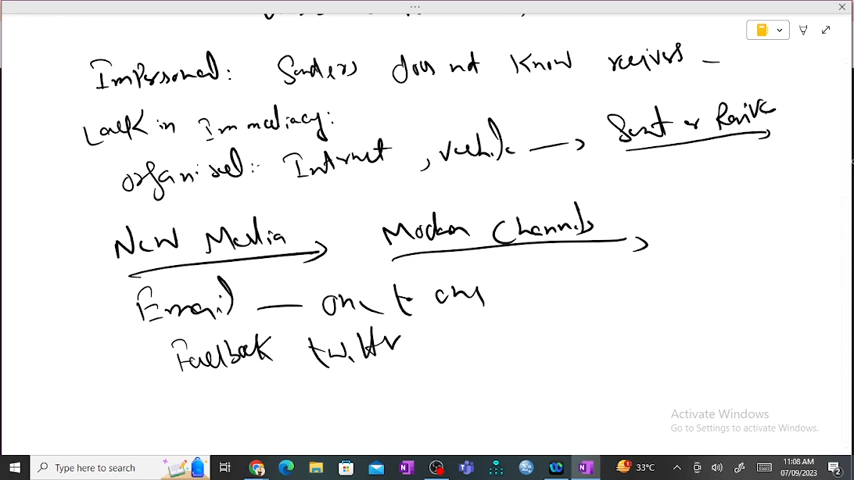 Impersonal: Senders does not know receivers -
Lack in Immediacy:
organised: Internet, vehicle → Sent or Receive
New Media Modern Channels
Email — one to one
Facebook twitter
Activate Windows
Go to Settings to activate Windows.
Type here to search
33°C
11:08 AM
07/09/2023
2